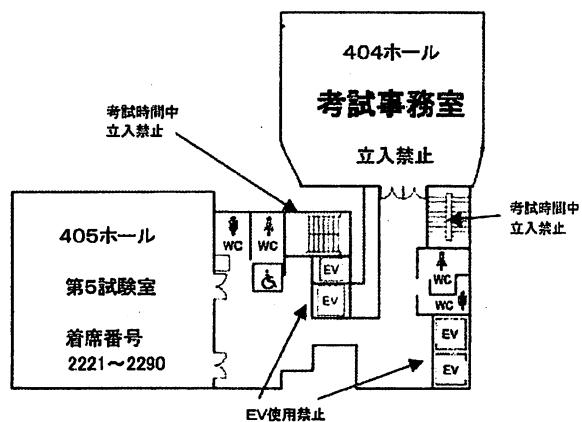 404ホール
考試事務室
立入禁止
考試時間中
立入禁止
考試時間中
立入禁止
405ホール
第5試験室
着席番号
2221～2290
WC
WC
EV
EV
WC
WC
EV
EV
EV使用禁止